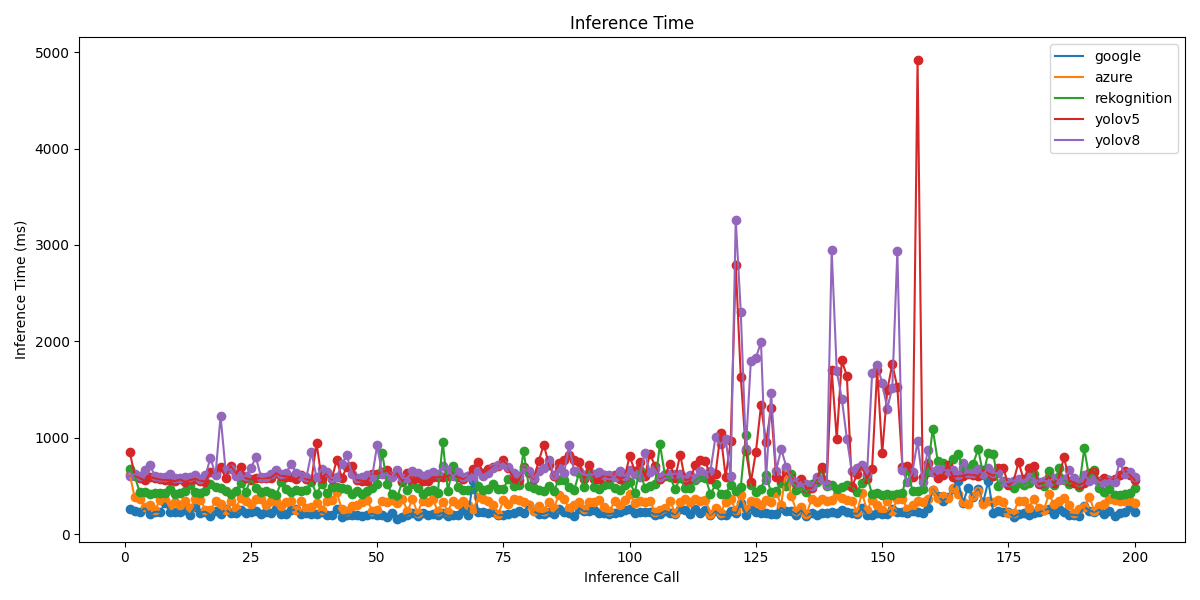 Inference Time
5000
4000
3000
2000
1000
0
Inference Time (ms)
google
azure
rekognition
yolov5
yolov8
0 25 50 75 100 125 150 175 200
Inference Call